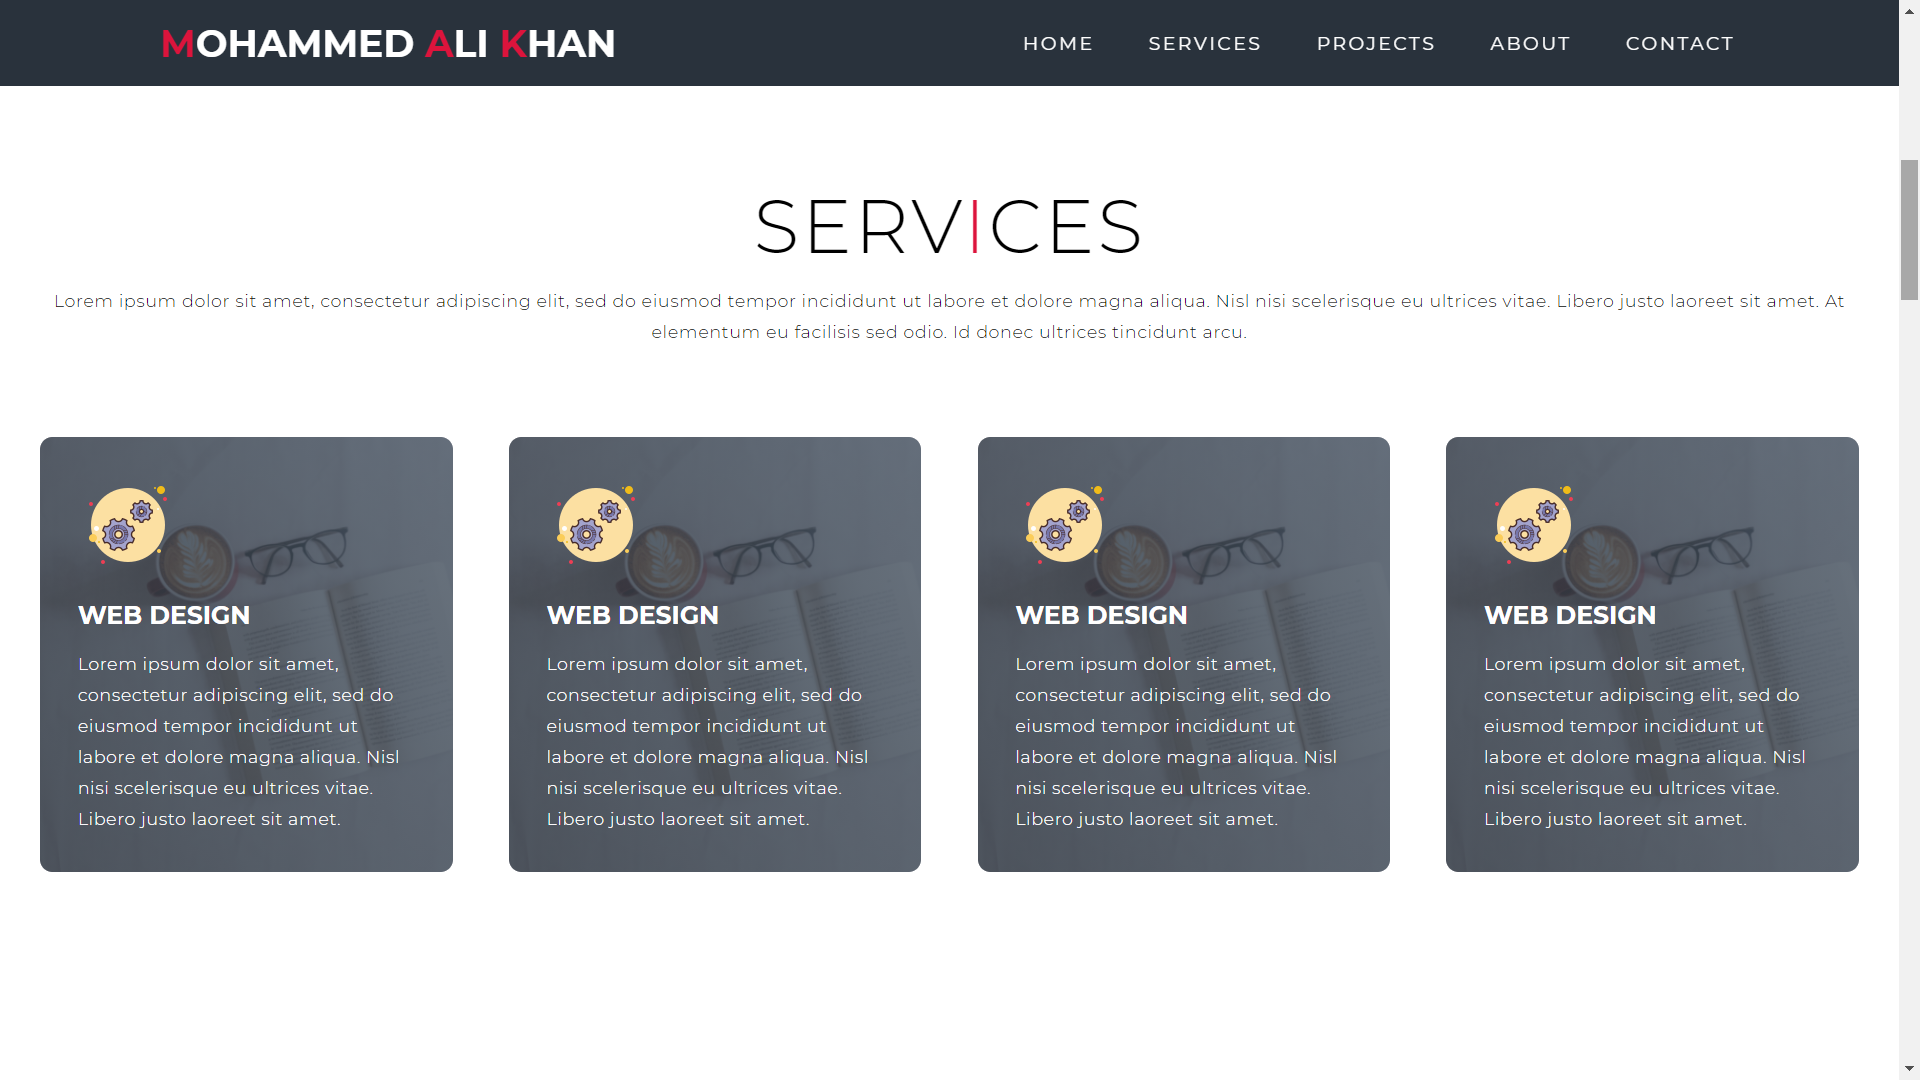 MOHAMMED ALI KHAN
HOME SERVICES PROJECTS ABOUT CONTACT
SERVICES
Lorem ipsum dolor sit amet, consectetur adipiscing elit, sed do eiusmod tempor incididunt ut labore et dolore magna aliqua. Nisl nisi scelerisque eu ultrices vitae. Libero justo laoreet sit amet. At
elementum eu facilisis sed odio. Id donec ultrices tincidunt arcu.
WEB DESIGN
Lorem ipsum dolor sit amet,
consectetur adipiscing elit, sed do
eiusmod tempor incididunt ut
labore et dolore magna aliqua. Nisl
nisi scelerisque eu ultrices vitae.
Libero justo laoreet sit amet.
WEB DESIGN
Lorem ipsum dolor sit amet,
consectetur adipiscing elit, sed do
eiusmod tempor incididunt ut
labore et dolore magna aliqua. Nisl
nisi scelerisque eu ultrices vitae.
Libero justo laoreet sit amet.
WEB DESIGN
Lorem ipsum dolor sit amet,
consectetur adipiscing elit, sed do
eiusmod tempor incididunt ut
labore et dolore magna aliqua. Nisl
nisi scelerisque eu ultrices vitae.
Libero justo laoreet sit amet.
WEB DESIGN
Lorem ipsum dolor sit amet,
consectetur adipiscing elit, sed do
eiusmod tempor incididunt ut
labore et dolore magna aliqua. Nisl
nisi scelerisque eu ultrices vitae.
Libero justo laoreet sit amet.